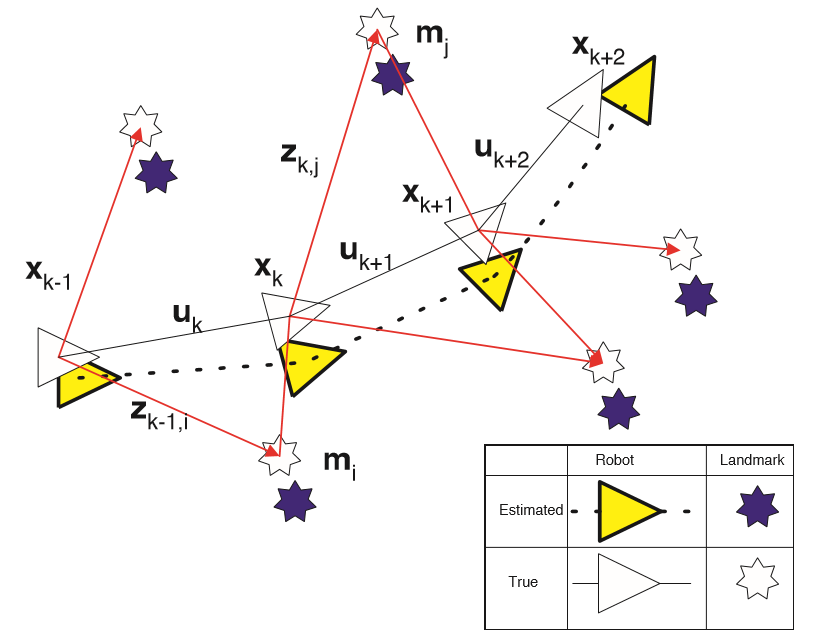 m_j
x_{k+2}
z_{k,j}
u_{k+2}
x_{k+1}
x_{k-1}
x_k
u_{k+1}
u_k
z_{k-1,i}
m_i
Robot Landmark
Estimated
True